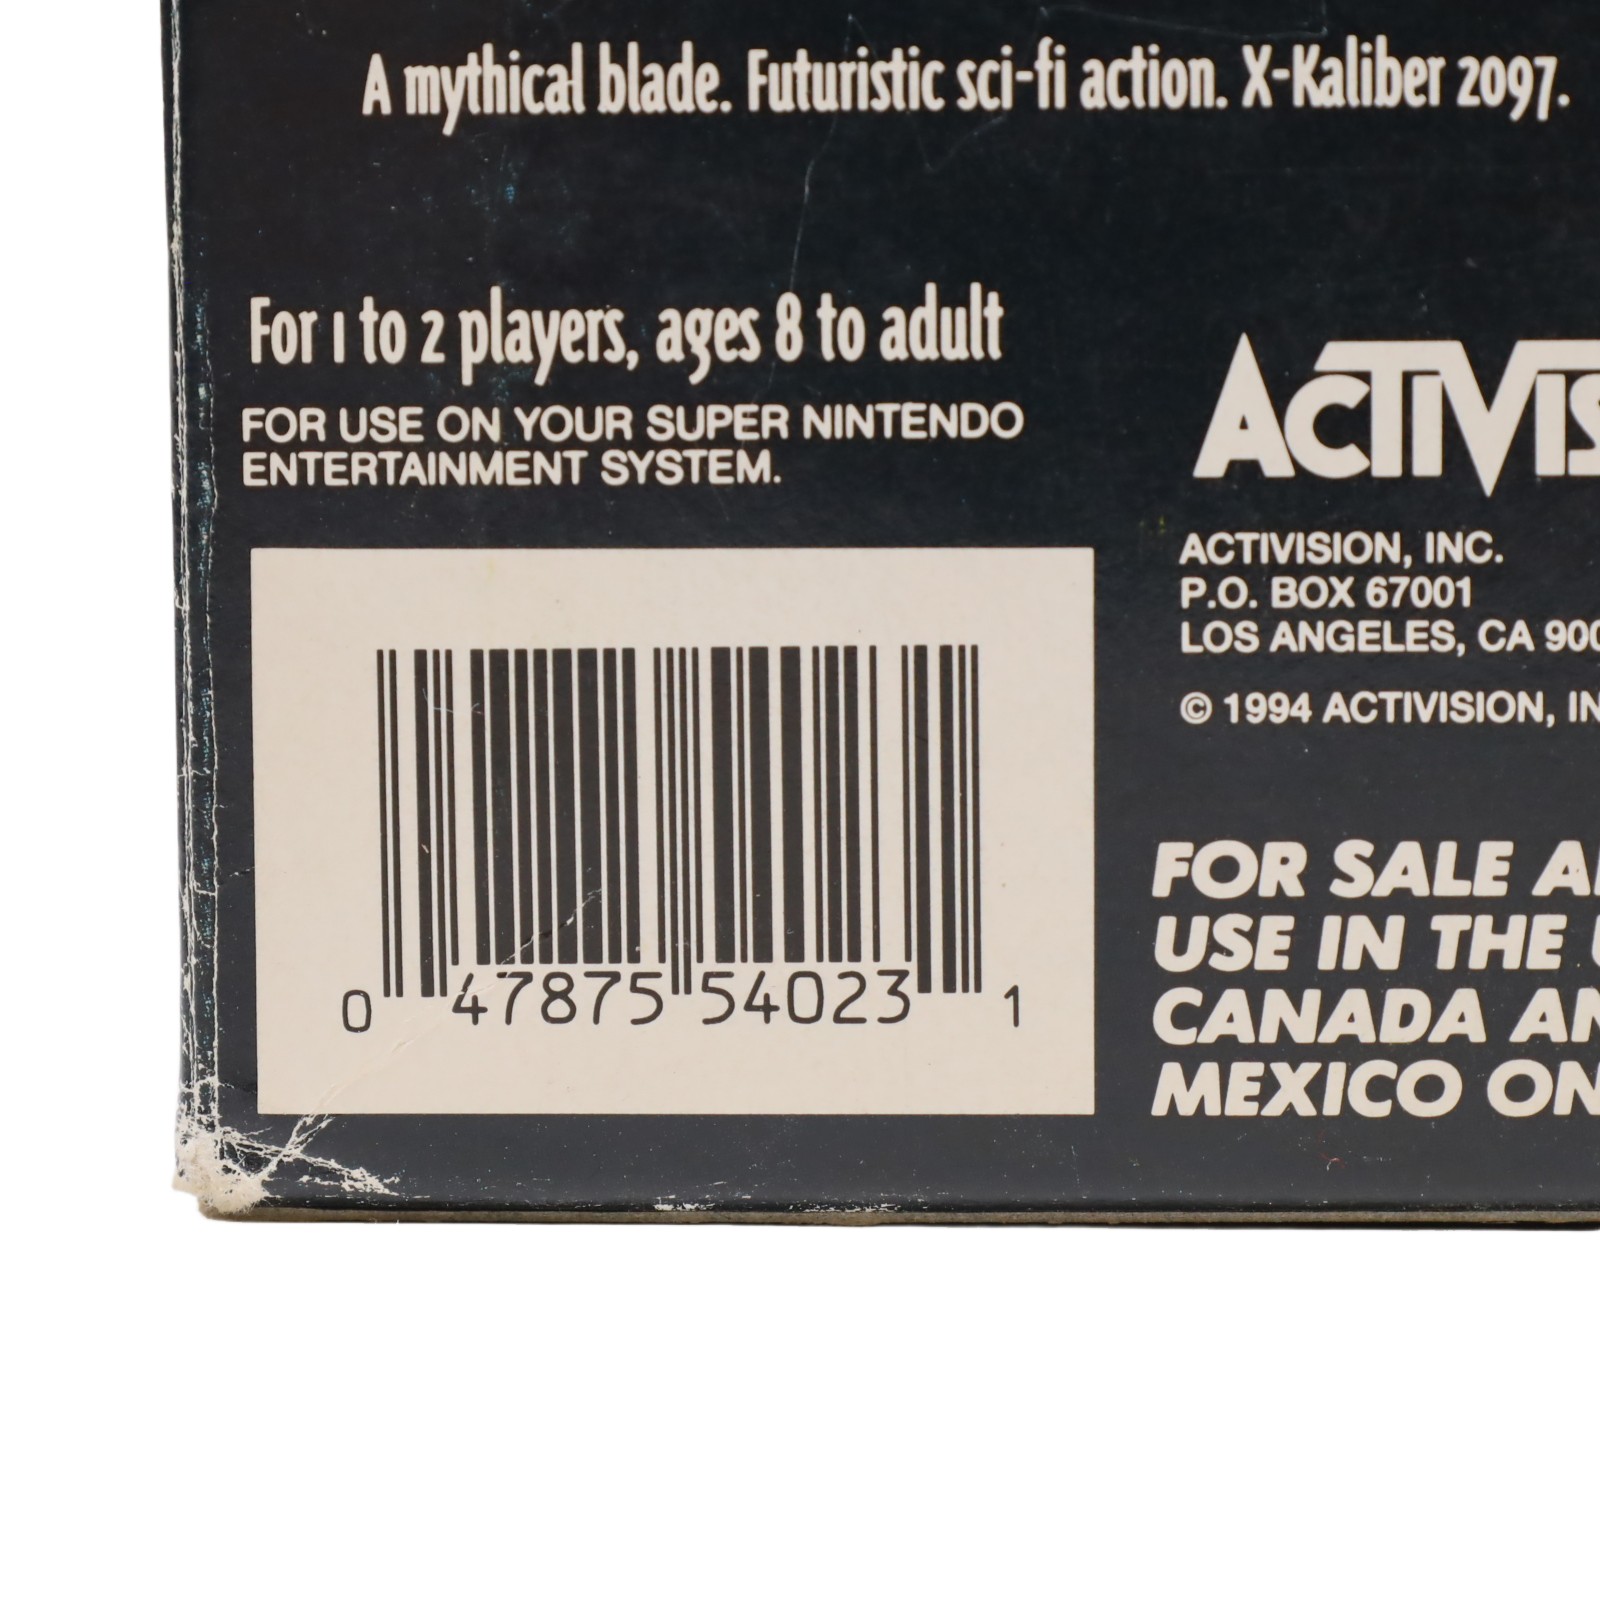 A mythical blade. Futuristic sci-fi action. X-Kaliber 2097.
For 1 to 2 players, ages 8 to adult
FOR USE ON YOUR SUPER NINTENDO
ENTERTAINMENT SYSTEM.
0 47875 54023 1
ACTIVIS
ACTIVISION, INC.
P.O. BOX 67001
LOS ANGELES, CA 900
© 1994 ACTIVISION, IN
FOR SALE A
USE IN THE
CANADA AN
MEXICO ON